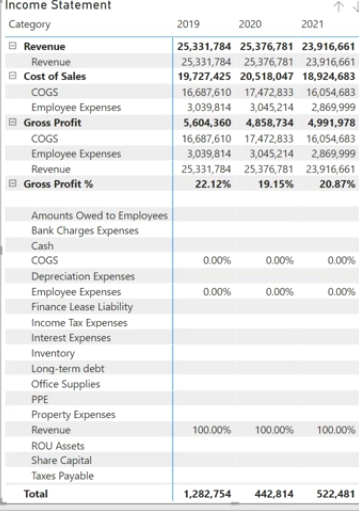 Income Statement
Category 2019 2020 2021
Revenue 25,331,784 25,376,781 23,916,661
Revenue 25,331,784 25,376,781 23,916,661
Cost of Sales 19,727,425 20,518,047 18,924,683
COGS 16,687,610 17,472,833 16,054,683
Employee Expenses 3,039,814 3,045,214 2,869,999
Gross Profit 5,604,360 4,858,734 4,991,978
COGS 16,687,610 17,472,833 16,054,683
Employee Expenses 3,039,814 3,045,214 2,869,999
Revenue 25,331,784 25,376,781 23,916,661
Gross Profit % 22.12% 19.15% 20.87%
Amounts Owed to Employees
Bank Charges Expenses
Cash
COGS 0.00% 0.00% 0.00%
Depreciation Expenses
Employee Expenses 0.00% 0.00% 0.00%
Finance Lease Liability
Income Tax Expenses
Interest Expenses
Inventory
Long-term debt
Office Supplies
PPE
Property Expenses
Revenue 100.00% 100.00% 100.00%
ROU Assets
Share Capital
Taxes Payable
Total 1,282,754 442,814 522,481